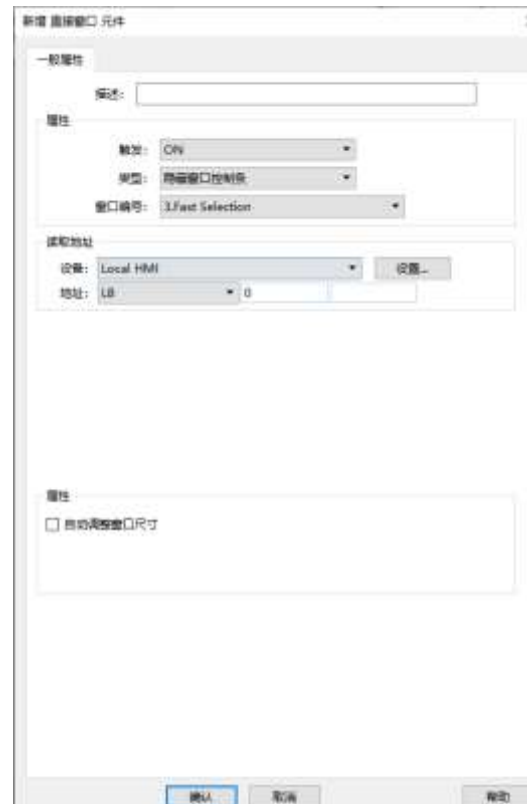 新增 直接窗口 元件
一般属性
描述:
属性
触发: ON
类型: 隐藏窗口控制条
窗口编号: 3.Fast Selection
读取地址
设备: Local HMI 设置...
地址: LB 0
属性
自动调整窗口尺寸
确认 取消 帮助